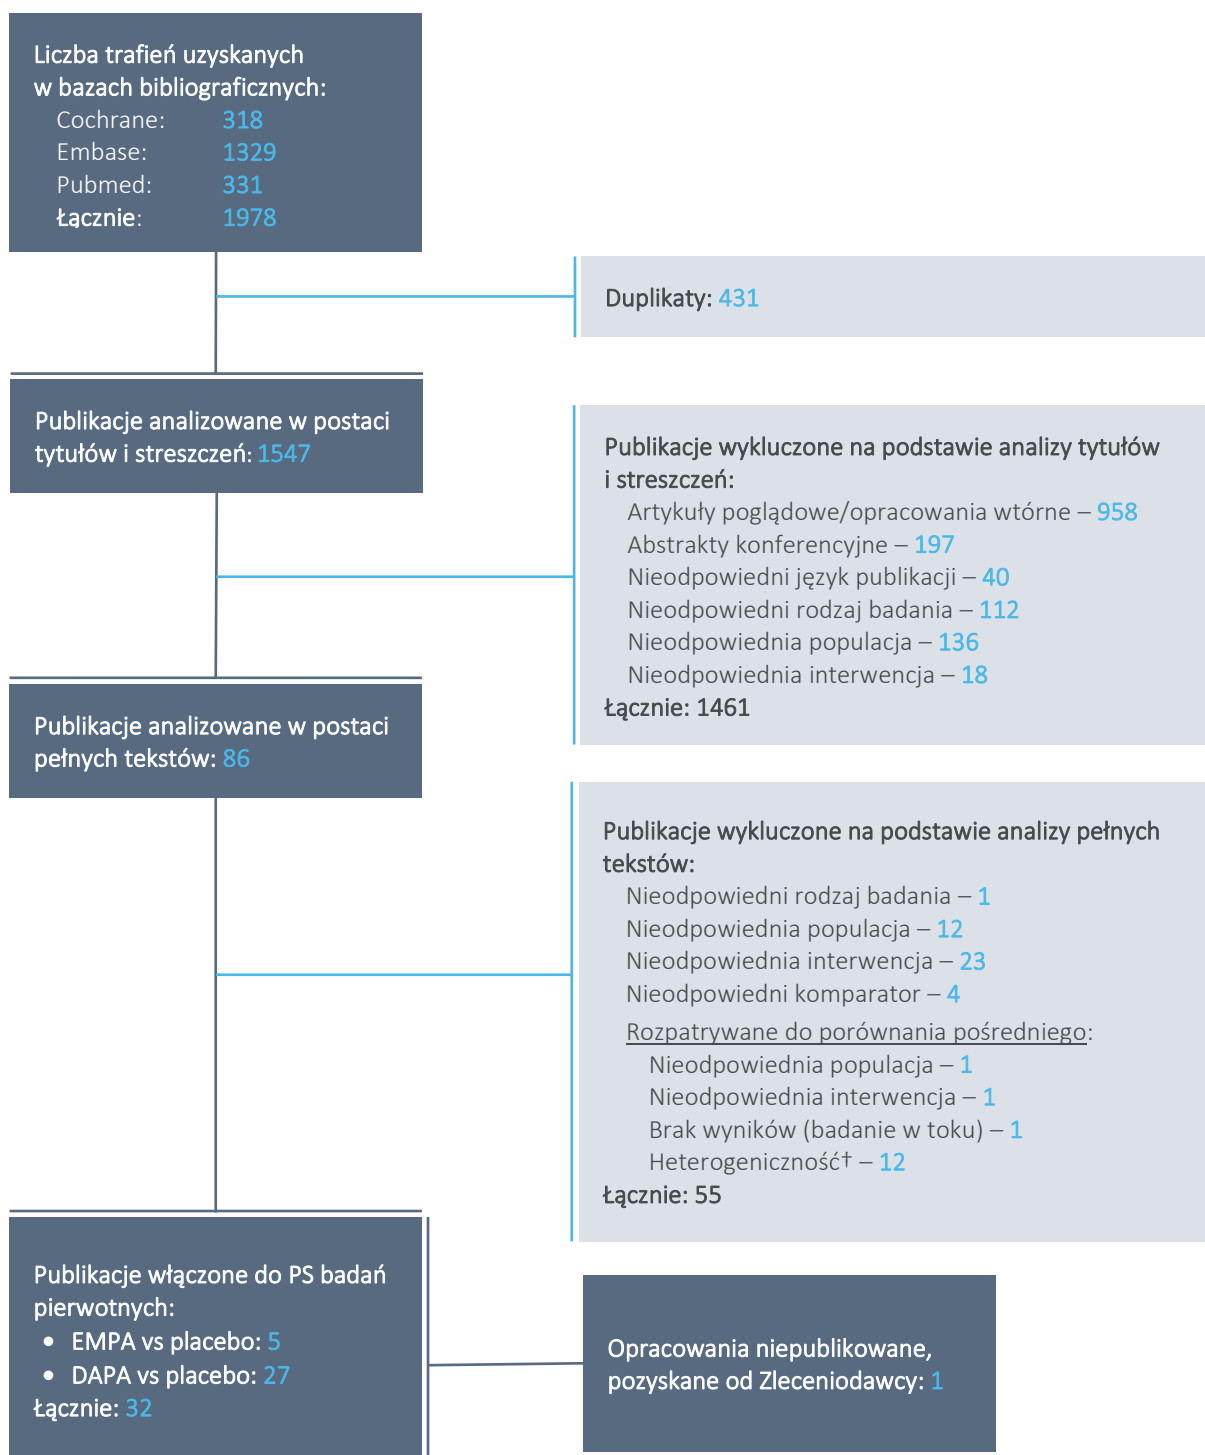 Liczba trafień uzyskanych
w bazach bibliograficznych:
Cochrane: 318
Embase: 1329
Pubmed: 331
Łącznie: 1978
Duplikaty: 431
Publikacje analizowane w postaci
tytułów i streszczeń: 1547
Publikacje wykluczone na podstawie analizy tytułów
i streszczeń:
Artykuły poglądowe/opracowania wtórne – 958
Abstrakty konferencyjne – 197
Nieodpowiedni język publikacji – 40
Nieodpowiedni rodzaj badania – 112
Nieodpowiednia populacja – 136
Nieodpowiednia interwencja – 18
Łącznie: 1461
Publikacje analizowane w postaci
pełnych tekstów: 86
Publikacje wykluczone na podstawie analizy pełnych
tekstów:
Nieodpowiedni rodzaj badania – 1
Nieodpowiednia populacja – 12
Nieodpowiednia interwencja – 23
Nieodpowiedni komparator – 4
Rozpatrywane do porównania pośredniego:
Nieodpowiednia populacja – 1
Nieodpowiednia interwencja – 1
Brak wyników (badanie w toku) – 1
Heterogeniczność† – 12
Łącznie: 55
Publikacje włączone do PS badań
pierwotnych:
• EMPA vs placebo: 5
• DAPA vs placebo: 27
Łącznie: 32
Opracowania niepublikowane,
pozyskane od Zleceniodawcy: 1